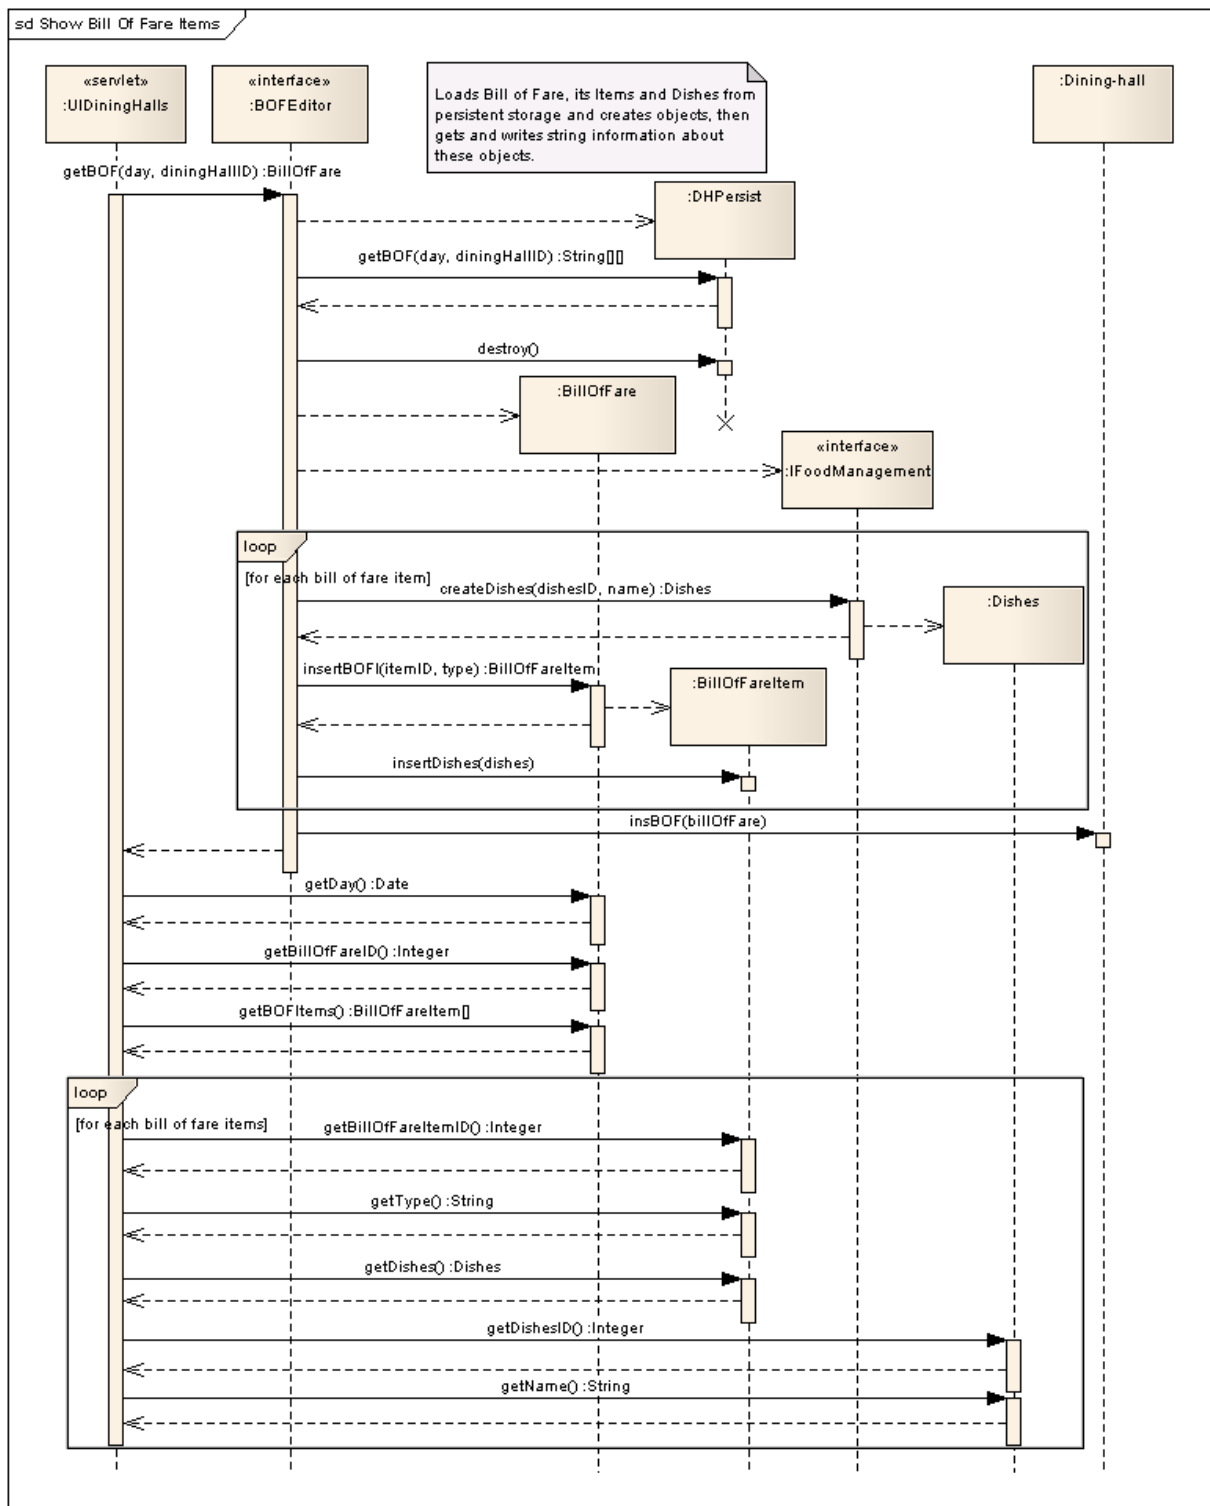 sd Show Bill Of Fare Items
«servlet»
:UIDiningHalls
«interface»
:BOFEditor
Loads Bill of Fare, its Items and Dishes from
persistent storage and creates objects, then
gets and writes string information about
these objects.
:Dining-hall
getBOF(day, diningHallID) :BillOfFare
:DHPersist
getBOF(day, diningHallID) :String[][]
destroy()
:BillOfFare
«interface»
:IFoodManagement
loop
[for each bill of fare item]
createDishes(dishesID, name) :Dishes
:Dishes
insertBOFI(itemID, type) :BillOfFareItem
:BillOfFareItem
insertDishes(dishes)
insBOF(billOfFare)
getDay() :Date
getBillOfFareID() :Integer
getBOFItems() :BillOfFareItem[]
loop
[for each bill of fare items]
getBillOfFareItemID() :Integer
getType() :String
getDishes() :Dishes
getDishesID() :Integer
getName() :String